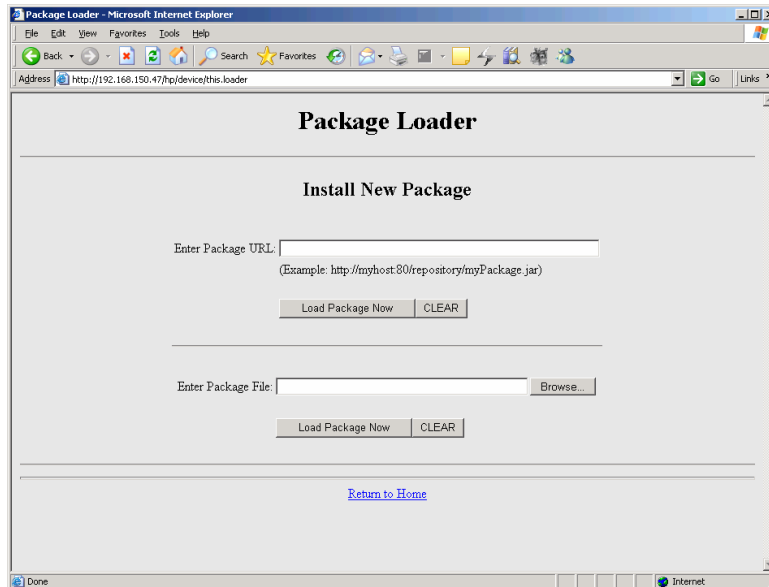 Package Loader - Microsoft Internet Explorer
File Edit View Favorites Tools Help
Back Search Favorites
Address http://192.168.150.47/hp/device/this.loader Go Links
Package Loader
Install New Package
Enter Package URL:
(Example: http://myhost:80/repository/myPackage.jar)
Load Package Now CLEAR
Enter Package File: Browse...
Load Package Now CLEAR
Return to Home
Done Internet